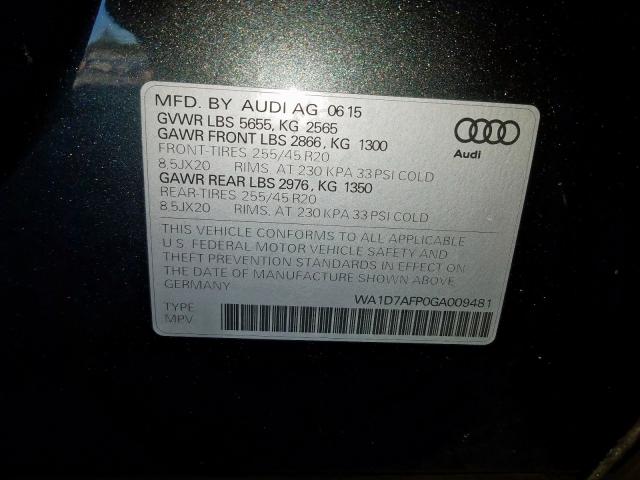 MFD. BY AUDI AG 06 15
GVWR LBS 5655, KG 2565
GAWR FRONT LBS 2866, KG 1300
FRONT-TIRES 255/45 R20
8,5JX20 RIMS. AT 230 KPA 33 PSI COLD
GAWR REAR LBS 2976, KG 1350
REAR-TIRES 255/45 R20
8,5JX20 RIMS. AT 230 KPA 33 PSI COLD
Audi
THIS VEHICLE CONFORMS TO ALL APPLICABLE
U.S. FEDERAL MOTOR VEHICLE SAFETY AND
THEFT PREVENTION STANDARDS IN EFFECT ON
THE DATE OF MANUFACTURE SHOWN ABOVE
GERMANY
WA1D7AFP0GA009481
TYPE
MPV